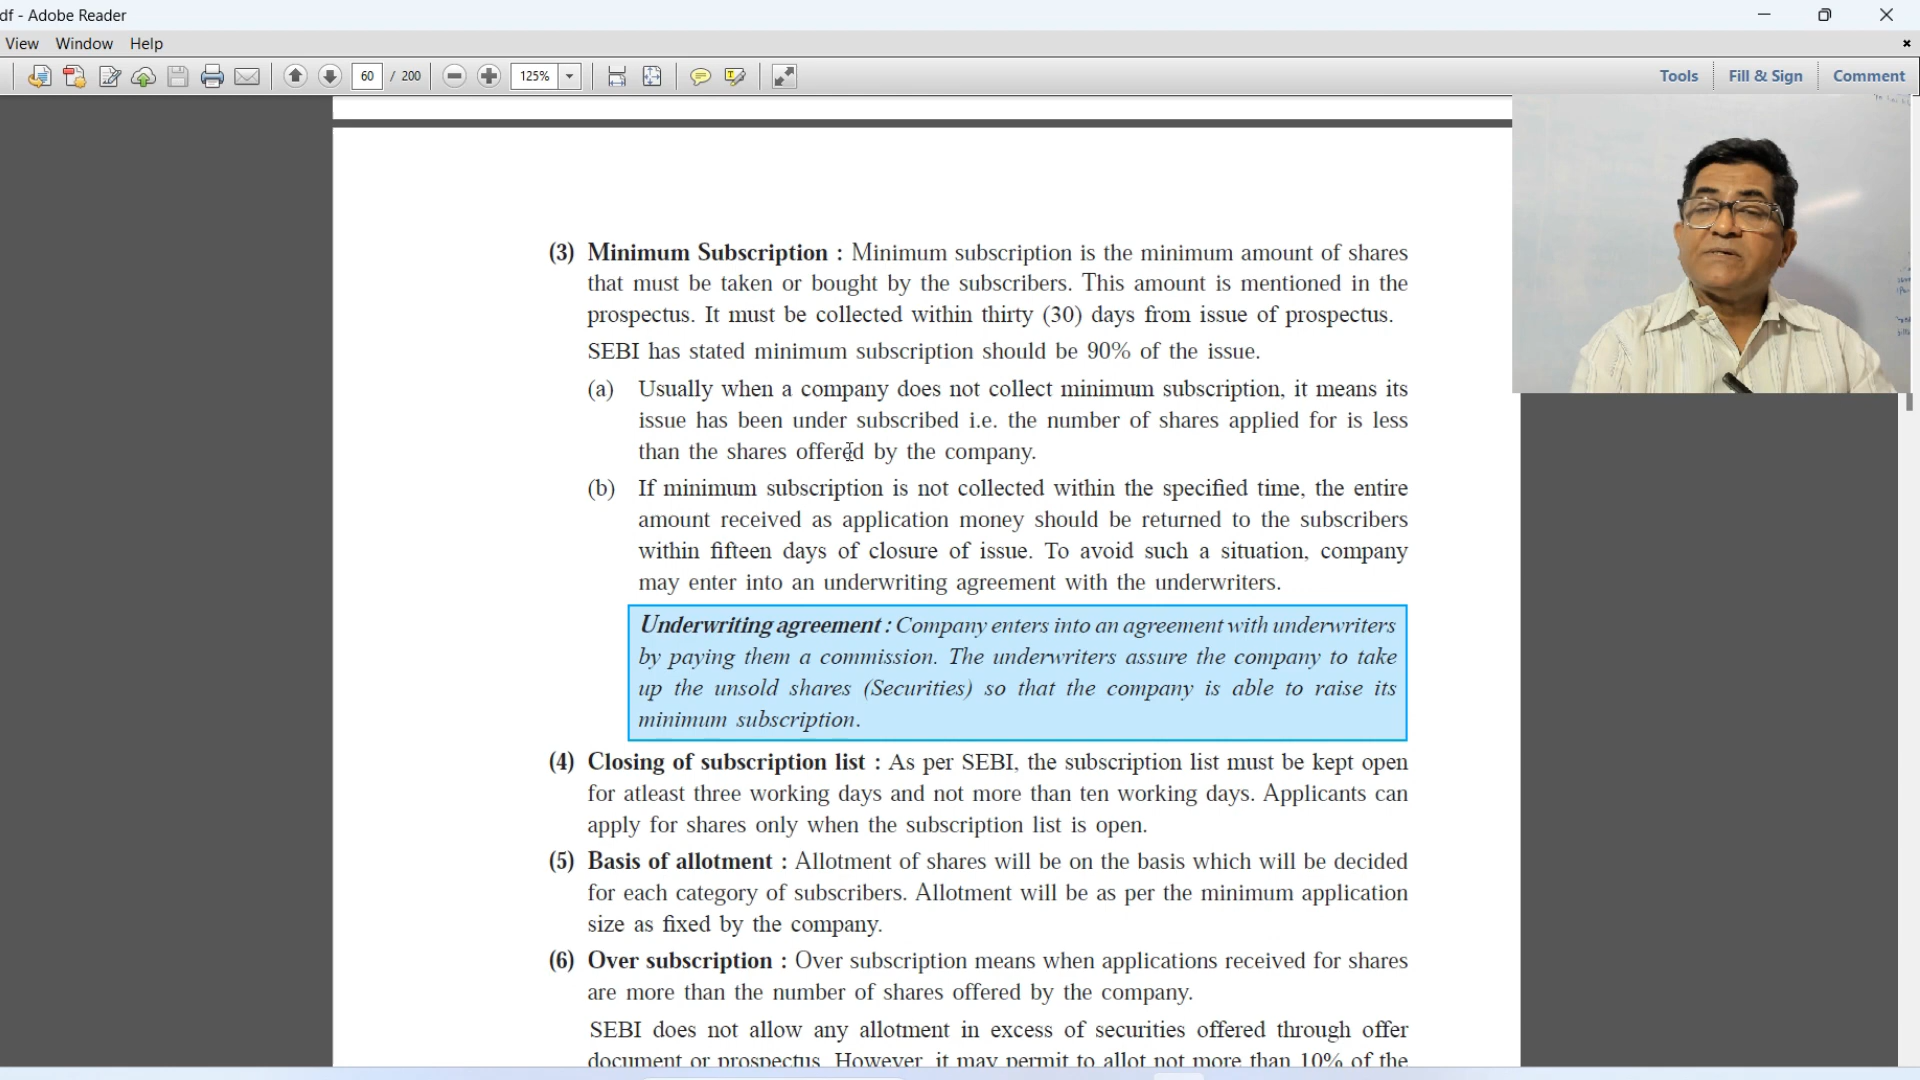 df - Adobe Reader
View Window Help
60 / 200 125% Tools Fill & Sign Comment
(3) Minimum Subscription : Minimum subscription is the minimum amount of shares
that must be taken or bought by the subscribers. This amount is mentioned in the
prospectus. It must be collected within thirty (30) days from issue of prospectus.
SEBI has stated minimum subscription should be 90% of the issue.
(a) Usually when a company does not collect minimum subscription, it means its
issue has been under subscribed i.e. the number of shares applied for is less
than the shares offered by the company.
(b) If minimum subscription is not collected within the specified time, the entire
amount received as application money should be returned to the subscribers
within fifteen days of closure of issue. To avoid such a situation, company
may enter into an underwriting agreement with the underwriters.
Underwriting agreement : Company enters into an agreement with underwriters
by paying them a commission. The underwriters assure the company to take
up the unsold shares (Securities) so that the company is able to raise its
minimum subscription.
(4) Closing of subscription list : As per SEBI, the subscription list must be kept open
for atleast three working days and not more than ten working days. Applicants can
apply for shares only when the subscription list is open.
(5) Basis of allotment : Allotment of shares will be on the basis which will be decided
for each category of subscribers. Allotment will be as per the minimum application
size as fixed by the company.
(6) Over subscription : Over subscription means when applications received for shares
are more than the number of shares offered by the company.
SEBI does not allow any allotment in excess of securities offered through offer
document or prospectus. However, it may permit to allot not more than 10% of the